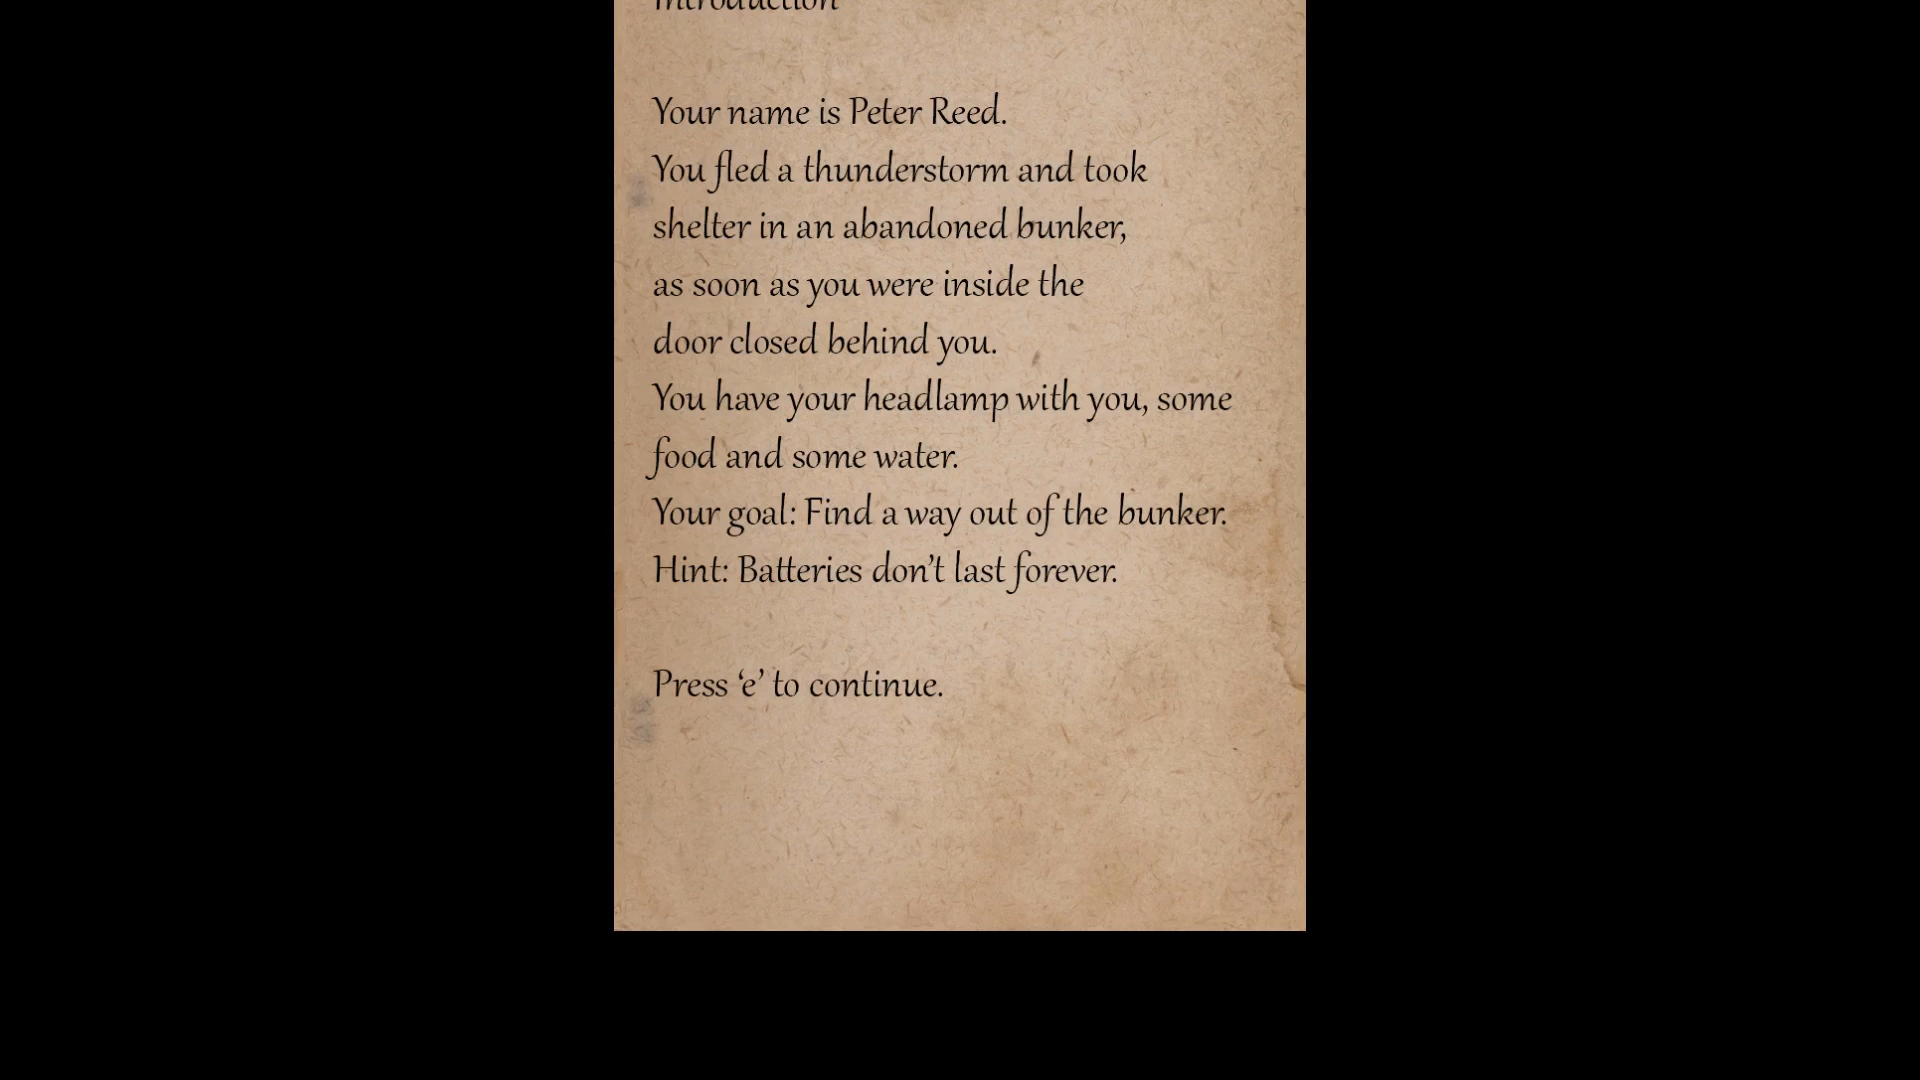 Introduction
Your name is Peter Reed.
You fled a thunderstorm and took
shelter in an abandoned bunker,
as soon as you were inside the
door closed behind you.
You have your headlamp with you, some
food and some water.
Your goal: Find a way out of the bunker.
Hint: Batteries don’t last forever.
Press ‘e’ to continue.